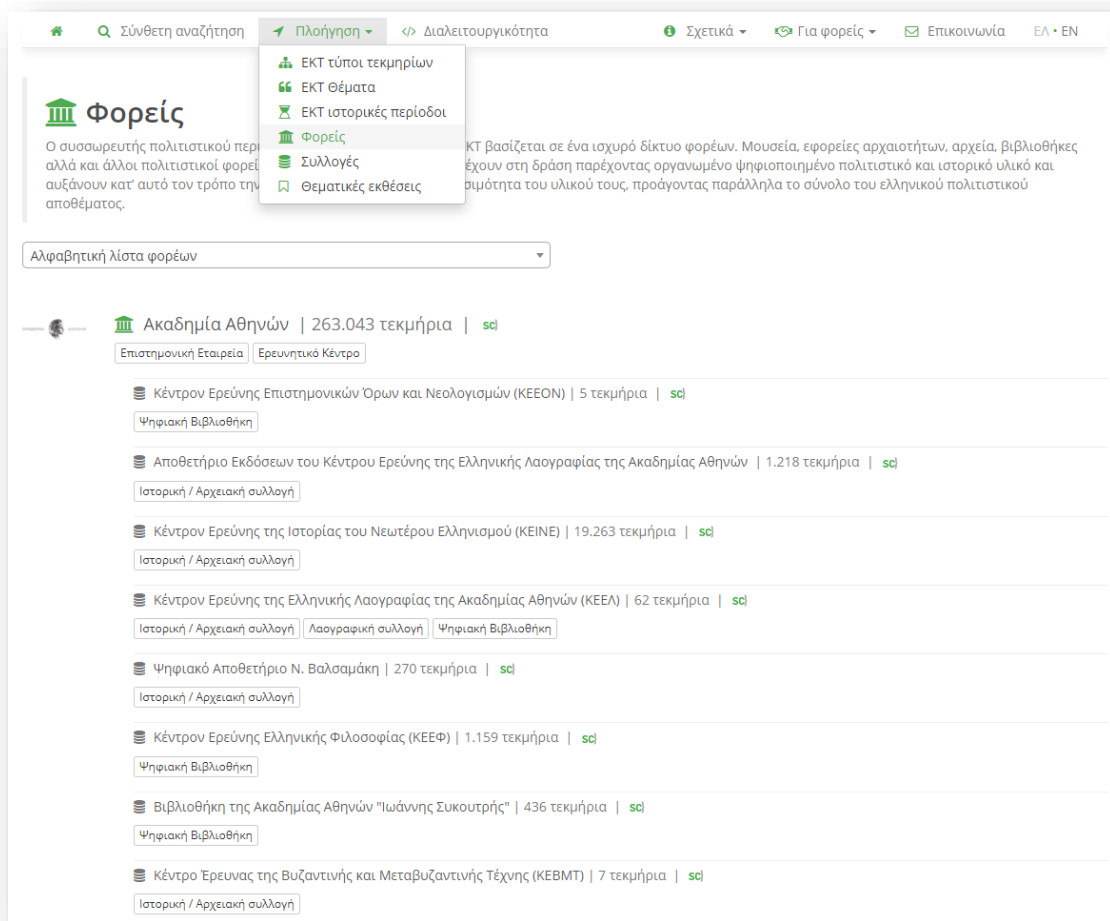 Σύνθετη αναζήτηση Πλοήγηση </> Διαλειτουργικότητα Σχετικά Για φορείς Επικοινωνία ΕΛ • EN
ΕΚΤ τύποι τεκμηρίων
ΕΚΤ Θέματα
ΕΚΤ ιστορικές περίοδοι
Φορείς
Συλλογές
Θεματικές εκθέσεις
Φορείς
Ο συσσωρευτής πολιτιστικού περι ΚΤ βασίζεται σε ένα ισχυρό δίκτυο φορέων. Μουσεία, εφορείες αρχαιοτήτων, αρχεία, βιβλιοθήκες
αλλά και άλλοι πολιτιστικοί φορεί έχουν στη δράση παρέχοντας οργανωμένο ψηφιοποιημένο πολιτιστικό και ιστορικό υλικό και
αυξάνουν κατ' αυτό τον τρόπο την σιμότητα του υλικού τους, προάγοντας παράλληλα το σύνολο του ελληνικού πολιτιστικού
αποθέματος.
Αλφαβητική λίστα φορέων
Ακαδημία Αθηνών | 263.043 τεκμήρια | sc)
Επιστημονική Εταιρεία Ερευνητικό Κέντρο
Κέντρον Ερεύνης Επιστημονικών Όρων και Νεολογισμών (ΚΕΕΟΝ) | 5 τεκμήρια | sc)
Ψηφιακή Βιβλιοθήκη
Αποθετήριο Εκδόσεων του Κέντρου Ερεύνης της Ελληνικής Λαογραφίας της Ακαδημίας Αθηνών | 1.218 τεκμήρια | sc)
Ιστορική / Αρχειακή συλλογή
Κέντρον Ερεύνης της Ιστορίας του Νεωτέρου Ελληνισμού (ΚΕΙΝΕ) | 19.263 τεκμήρια | sc)
Ιστορική / Αρχειακή συλλογή
Κέντρον Ερεύνης της Ελληνικής Λαογραφίας της Ακαδημίας Αθηνών (ΚΕΕΛ) | 62 τεκμήρια | sc)
Ιστορική / Αρχειακή συλλογή Λαογραφική συλλογή Ψηφιακή Βιβλιοθήκη
Ψηφιακό Αποθετήριο Ν. Βαλσαμάκη | 270 τεκμήρια | sc)
Ιστορική / Αρχειακή συλλογή
Κέντρον Ερεύνης Ελληνικής Φιλοσοφίας (ΚΕΕΦ) | 1.159 τεκμήρια | sc)
Ψηφιακή Βιβλιοθήκη
Βιβλιοθήκη της Ακαδημίας Αθηνών "Ιωάννης Συκουτρής" | 436 τεκμήρια | sc)
Ψηφιακή Βιβλιοθήκη
Κέντρο Έρευνας της Βυζαντινής και Μεταβυζαντινής Τέχνης (ΚΕΒΜΤ) | 7 τεκμήρια | sc)
Ιστορική / Αρχειακή συλλογή